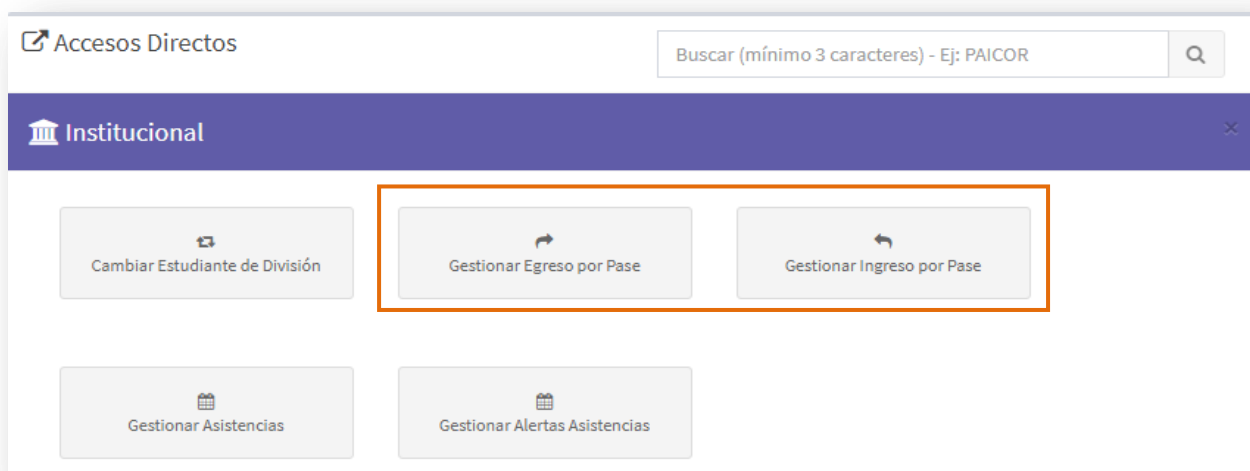 Accesos Directos
Buscar (mínimo 3 caracteres) - Ej: PAICOR
Institucional
Cambiar Estudiante de División
Gestionar Egreso por Pase
Gestionar Ingreso por Pase
Gestionar Asistencias
Gestionar Alertas Asistencias